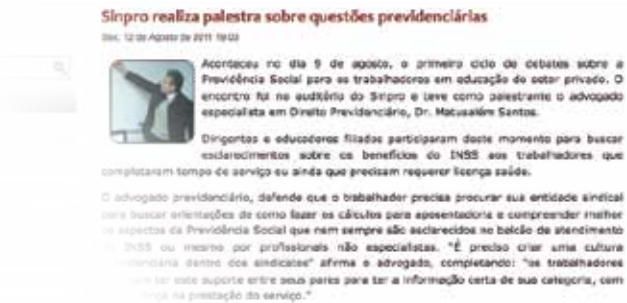 Sinpro realiza palestra sobre questões previdenciárias
12 de Agosto de 2011 19:03
Aconteceu no dia 9 de agosto, o primeiro ciclo de debates sobre a
Previdência Social para os trabalhadores em educação do setor privado. O
encontro foi no auditório do Sinpro e teve como palestrante o advogado
especialista em Direito Previdenciário, Dr. Matusalém Santos.
Dirigentes e educadores filiados participaram deste momento para buscar
esclarecimentos sobre os benefícios do INSS aos trabalhadores que
completaram tempo de serviço ou ainda que precisam requerer licença saúde.
O advogado previdenciário, defende que o trabalhador precisa procurar sua entidade sindical
para buscar orientações de como fazer os cálculos para aposentadoria e compreender melhor
os aspectos da Previdência Social que nem sempre são esclarecidos no balcão de atendimento
do INSS ou mesmo por profissionais não especialistas. "É preciso criar uma cultura
previdenciária dentro dos sindicatos" afirma o advogado, completando: "os trabalhadores
ter este suporte entre seus pares para ter a informação certa de sua categoria, com
na prestação do serviço."